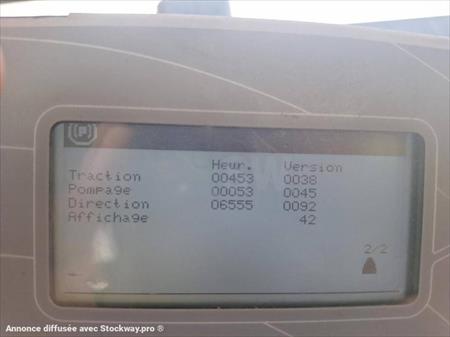 (P)
Heur. Version
Traction 00453 0038
Pompage 00053 0045
Direction 06555 0092
Affichage 42
2/2
Annonce diffusée avec Stockway.pro ®